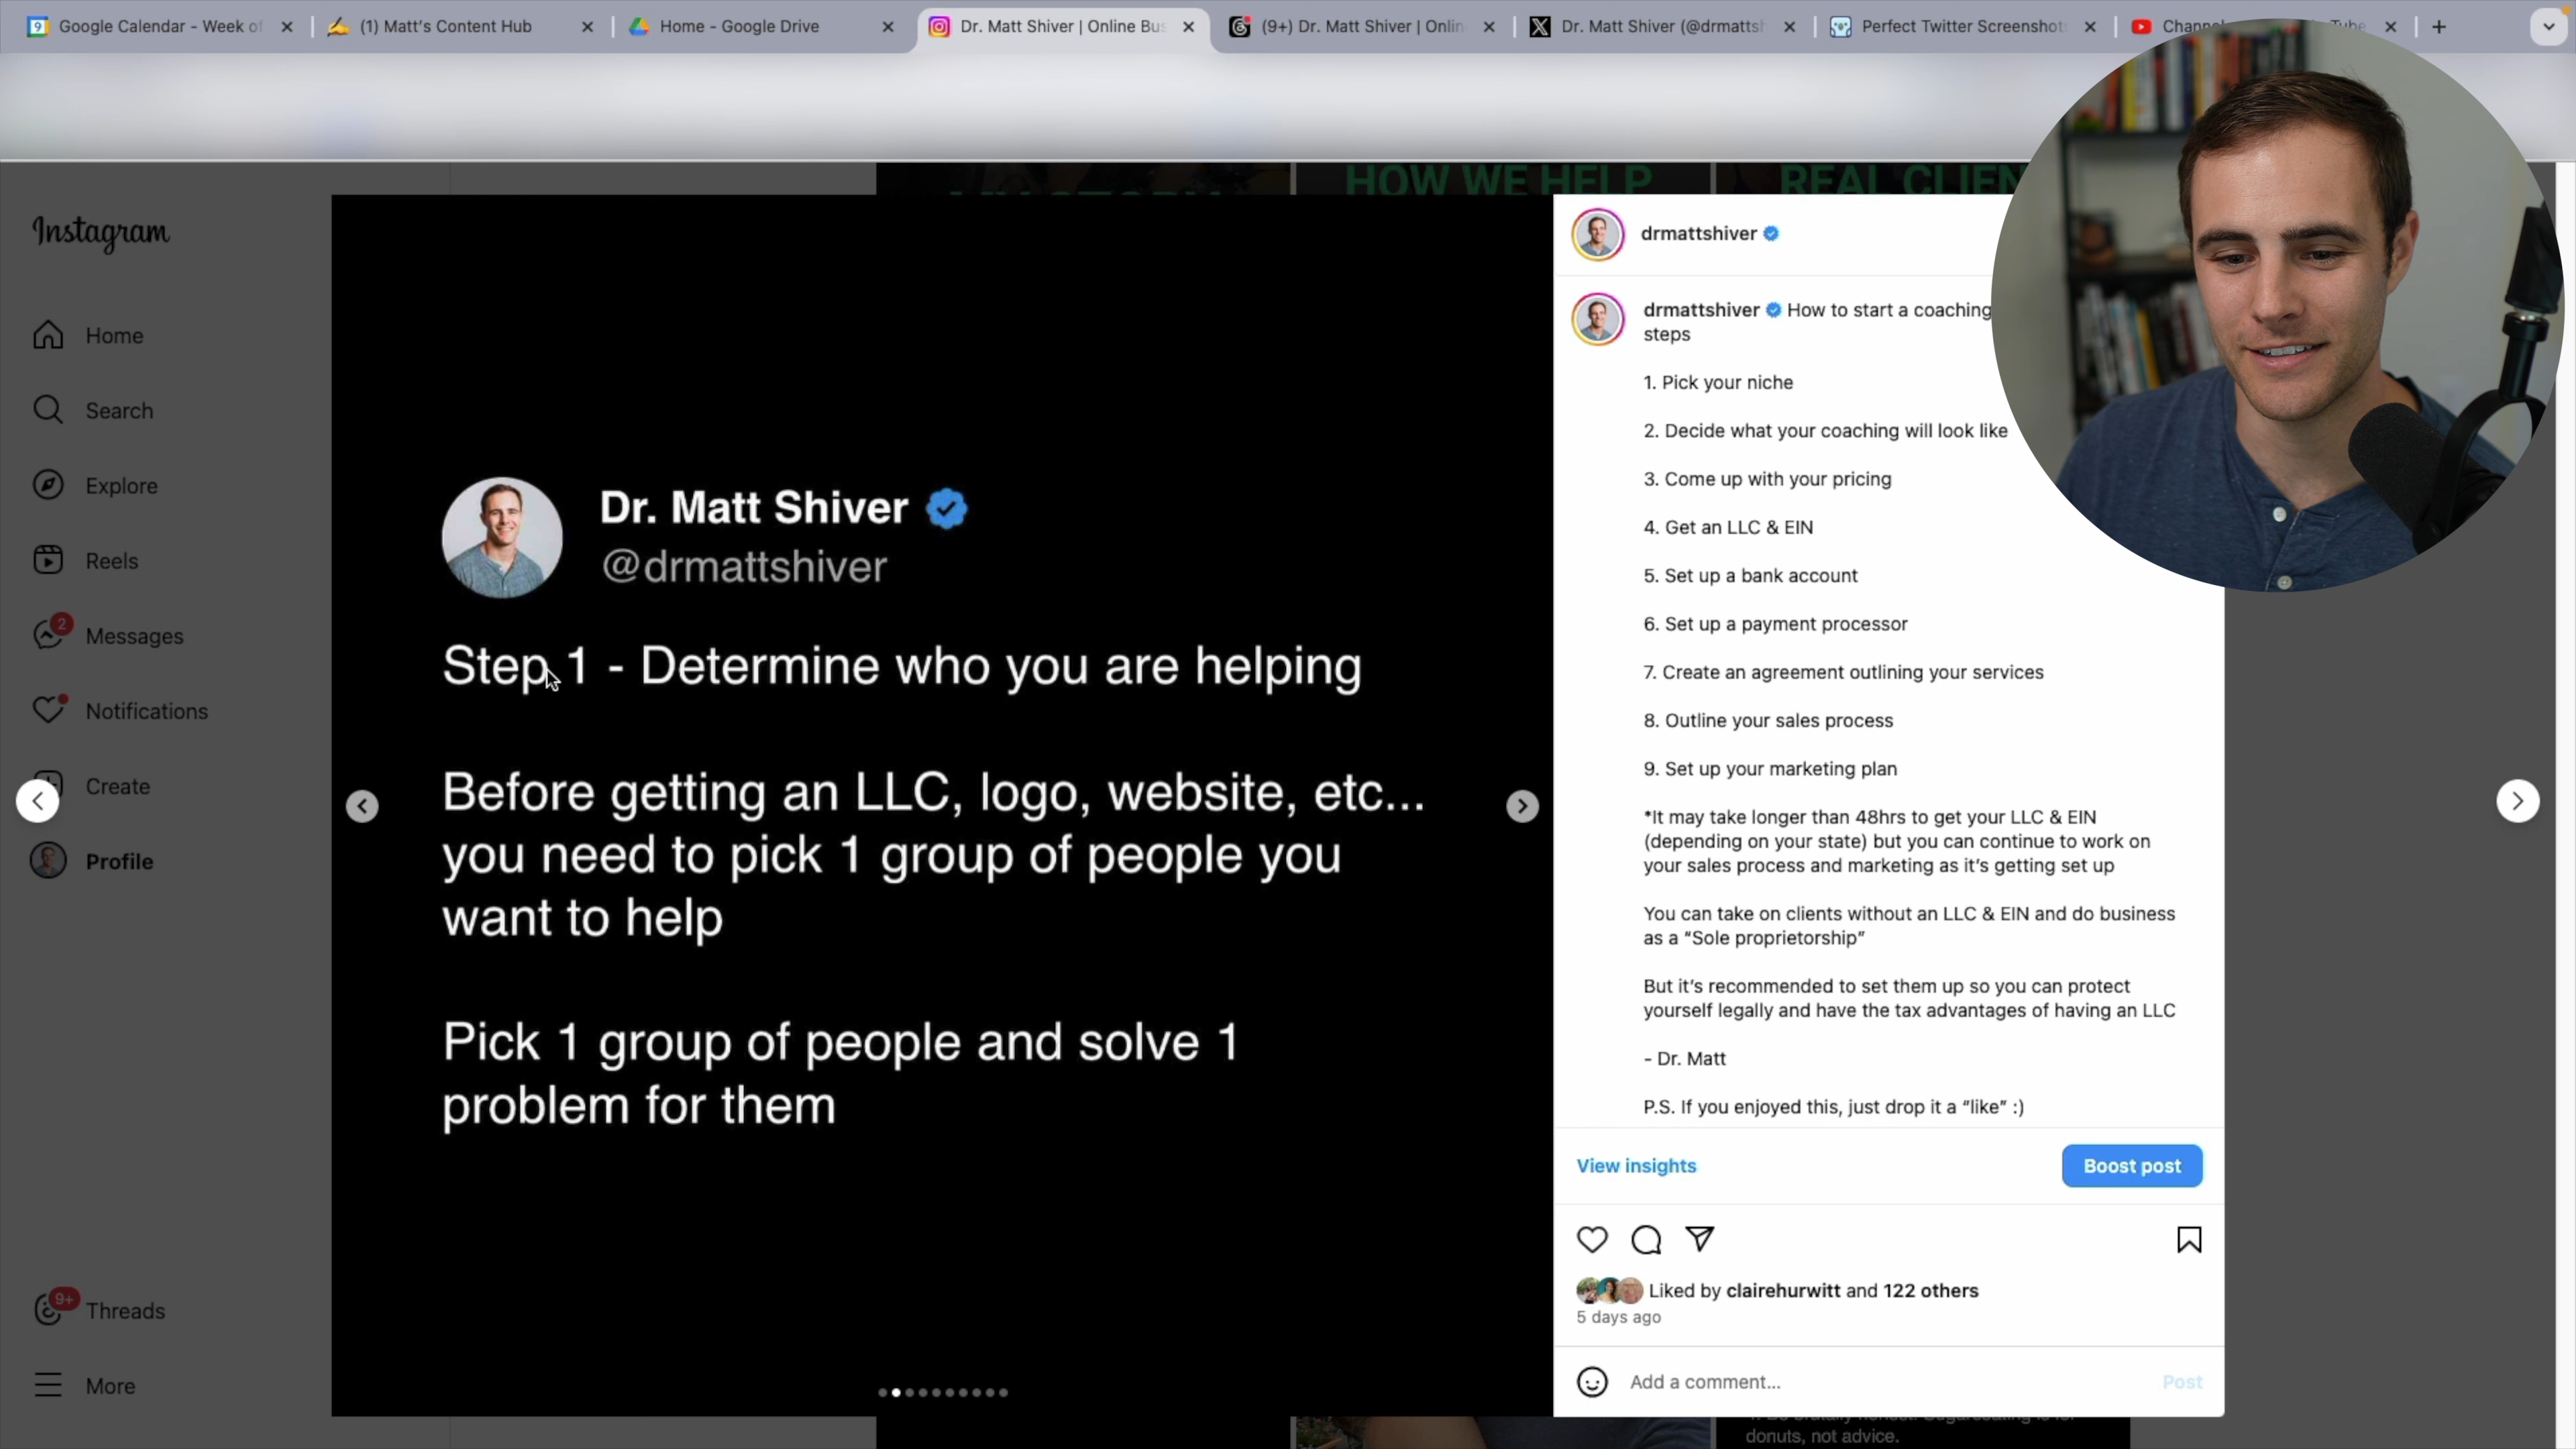 Google Calendar - Week of
(1) Matt's Content Hub
Home - Google Drive
Dr. Matt Shiver | Online Bus
(9+) Dr. Matt Shiver | Onlin
Dr. Matt Shiver (@drmattsh
Perfect Twitter Screenshot
HOW WE HELP
Instagram
Home
Search
Explore
Reels
2
Messages
Notifications
Create
Profile
9+
Threads
More
Dr. Matt Shiver
@drmattshiver
Step 1 - Determine who you are helping
Before getting an LLC, logo, website, etc...
you need to pick 1 group of people you
want to help
Pick 1 group of people and solve 1
problem for them
drmattshiver
drmattshiver How to start a coaching
steps
1. Pick your niche
2. Decide what your coaching will look like
3. Come up with your pricing
4. Get an LLC & EIN
5. Set up a bank account
6. Set up a payment processor
7. Create an agreement outlining your services
8. Outline your sales process
9. Set up your marketing plan
*It may take longer than 48hrs to get your LLC & EIN
(depending on your state) but you can continue to work on
your sales process and marketing as it's getting set up
You can take on clients without an LLC & EIN and do business
as a “Sole proprietorship”
But it's recommended to set them up so you can protect
yourself legally and have the tax advantages of having an LLC
- Dr. Matt
P.S. If you enjoyed this, just drop it a “like” :)
View insights
Boost post
Liked by clairehurwitt and 122 others
5 days ago
Add a comment...
Post
donuts, not advice.